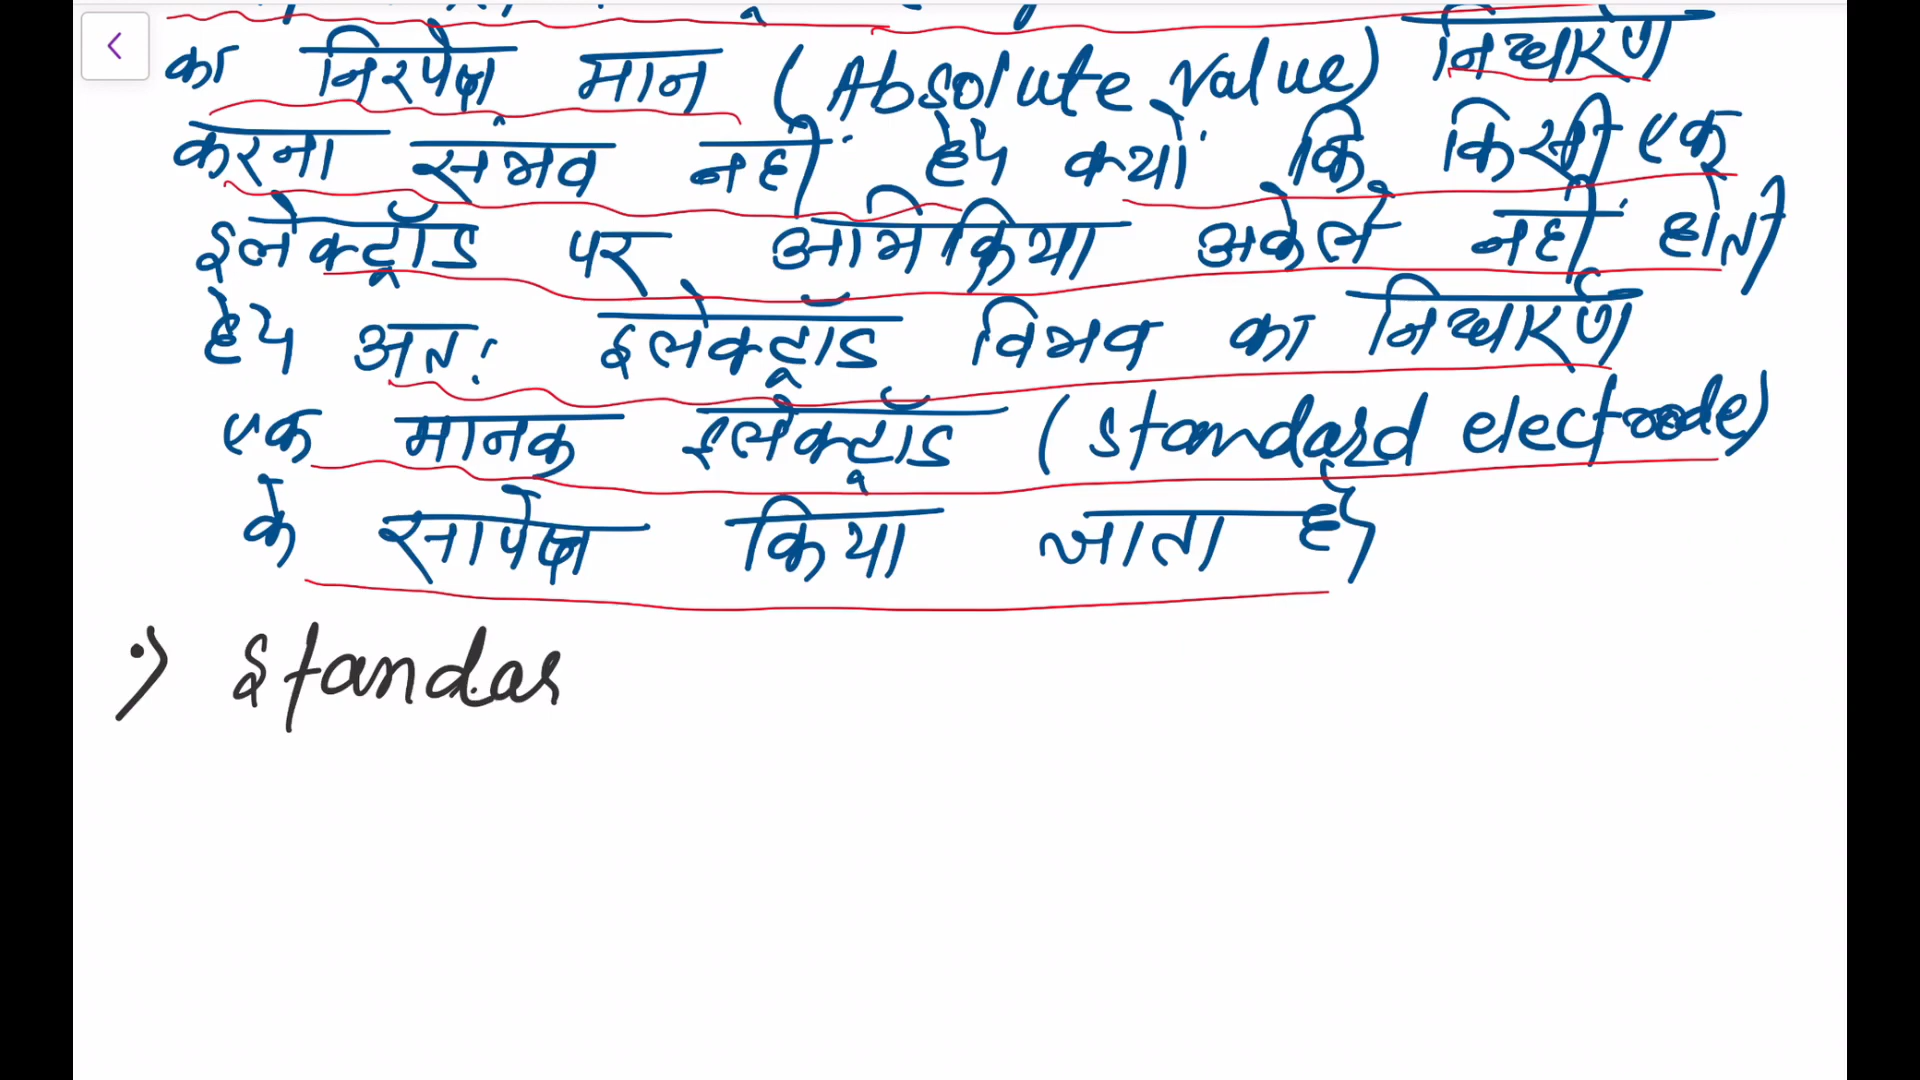 का निरपेक्ष मान (Absolute Value) निर्धारण
करना संभव नहीं है, क्यों कि किसी एक
इलेक्ट्रॉड पर अभिक्रिया अकेले नहीं होती
है, अतः इलेक्ट्रॉड विभव का निर्धारण
एक मानक इलेक्ट्रॉड (standard electrode)
के सापेक्ष किया जाता है
Standar